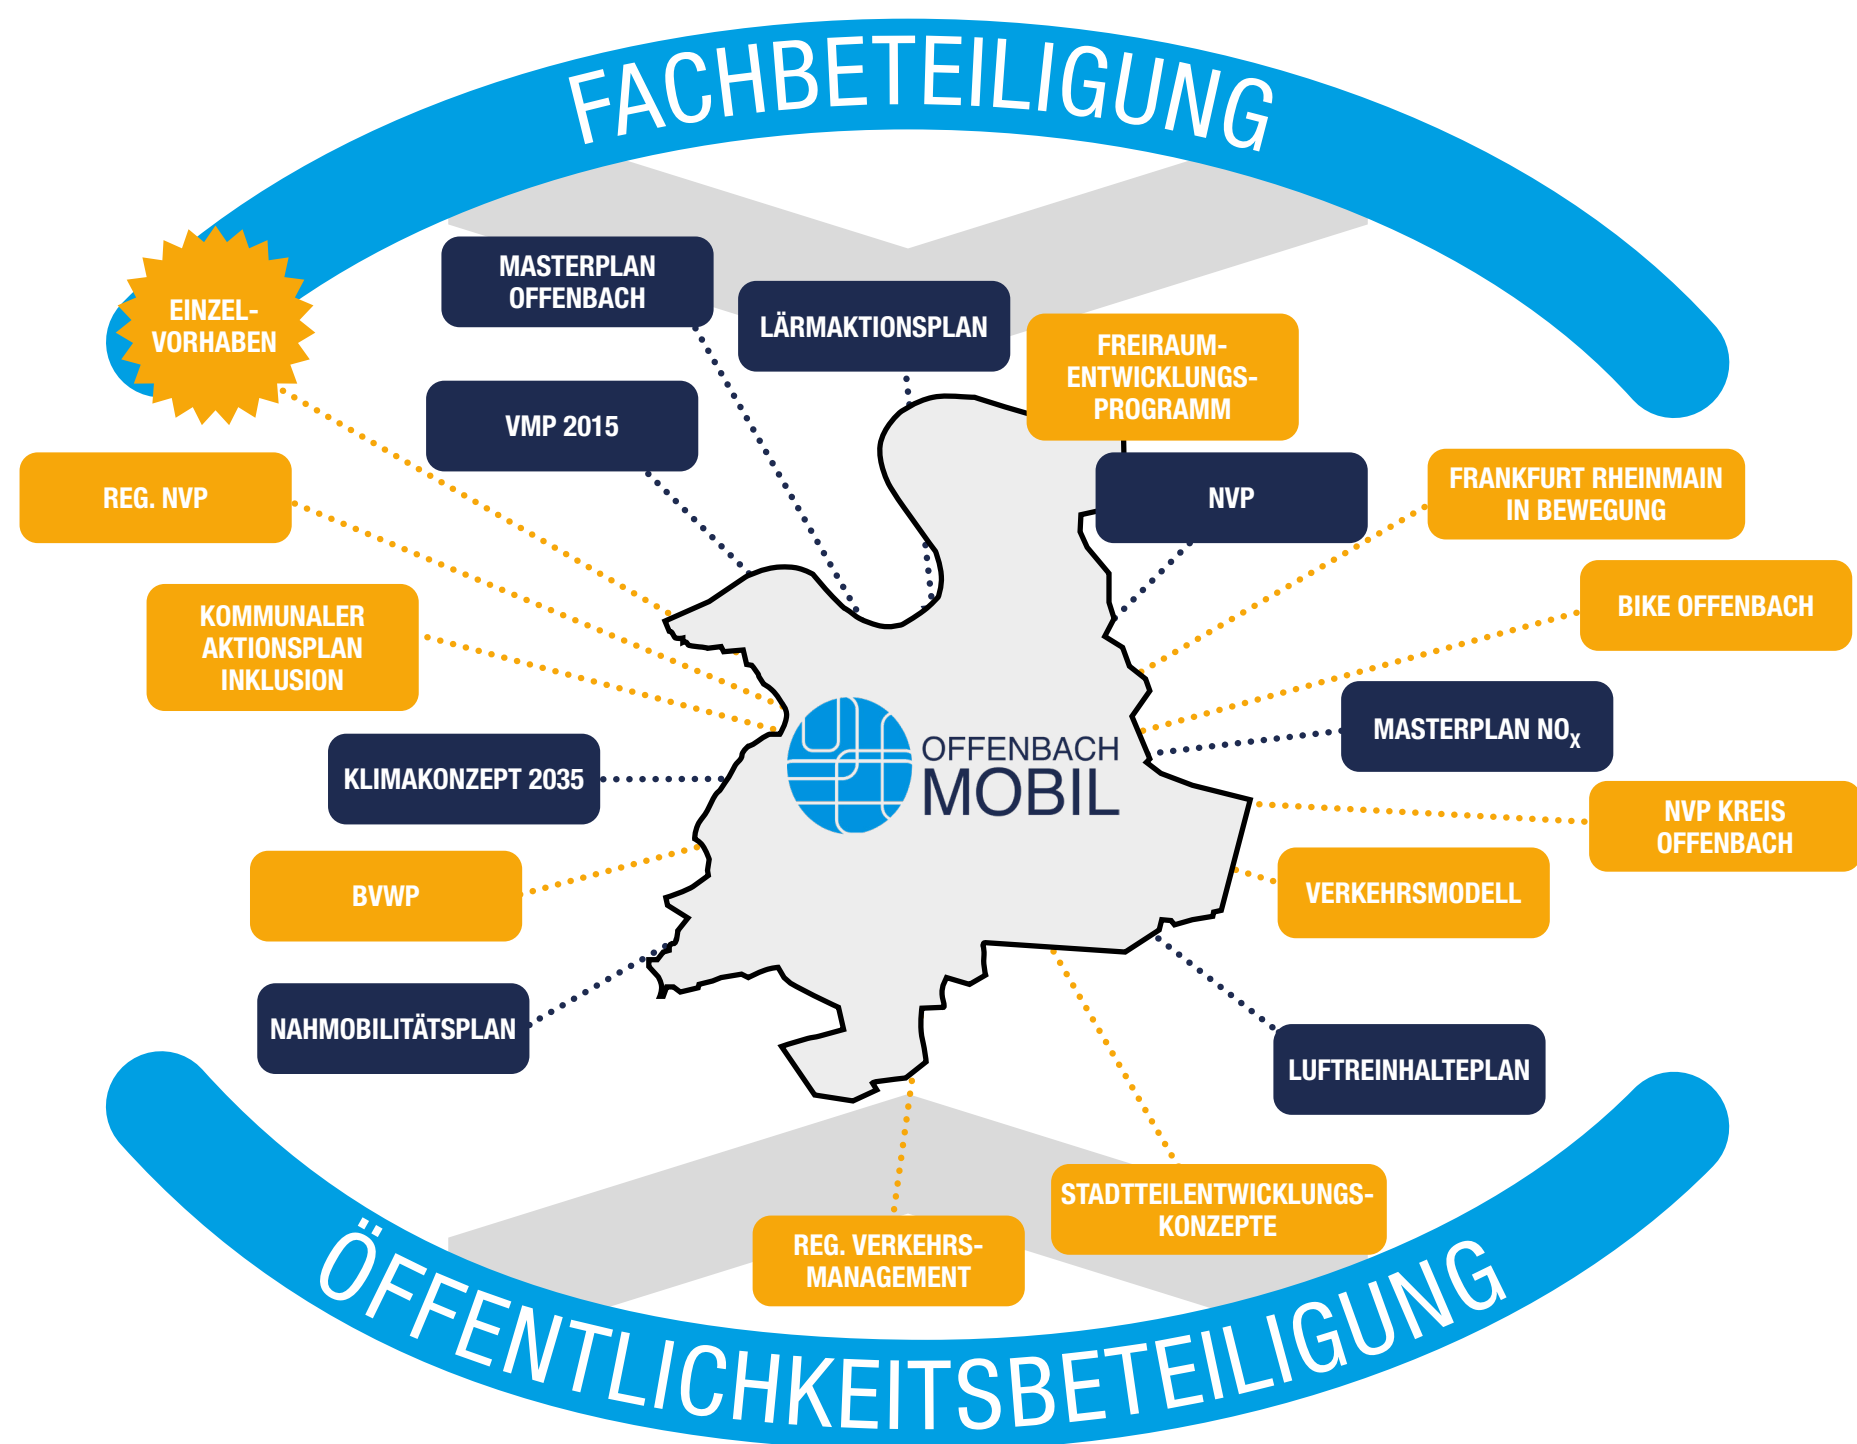 FACHBETEILIGUNG
MASTERPLAN
OFFENBACH
LÄRMAKTIONSPLAN
EINZEL-
VORHABEN
FREIRAUM-
ENTWICKLUNGS-
PROGRAMM
VMP 2015
REG. NVP
NVP
FRANKFURT RHEINMAIN
IN BEWEGUNG
KOMMUNALER
AKTIONSPLAN
INKLUSION
BIKE OFFENBACH
KLIMAKONZEPT 2035
OFFENBACH
MOBIL
MASTERPLAN NOₓ
NVP KREIS
OFFENBACH
BVWP
VERKEHRSMODELL
NAHMOBILITÄTSPLAN
LUFTREINHALTEPLAN
STADTTEILENTWICKLUNGS-
KONZEPTE
REG. VERKEHRS-
MANAGEMENT
ÖFFENTLICHKEITSBETEILIGUNG